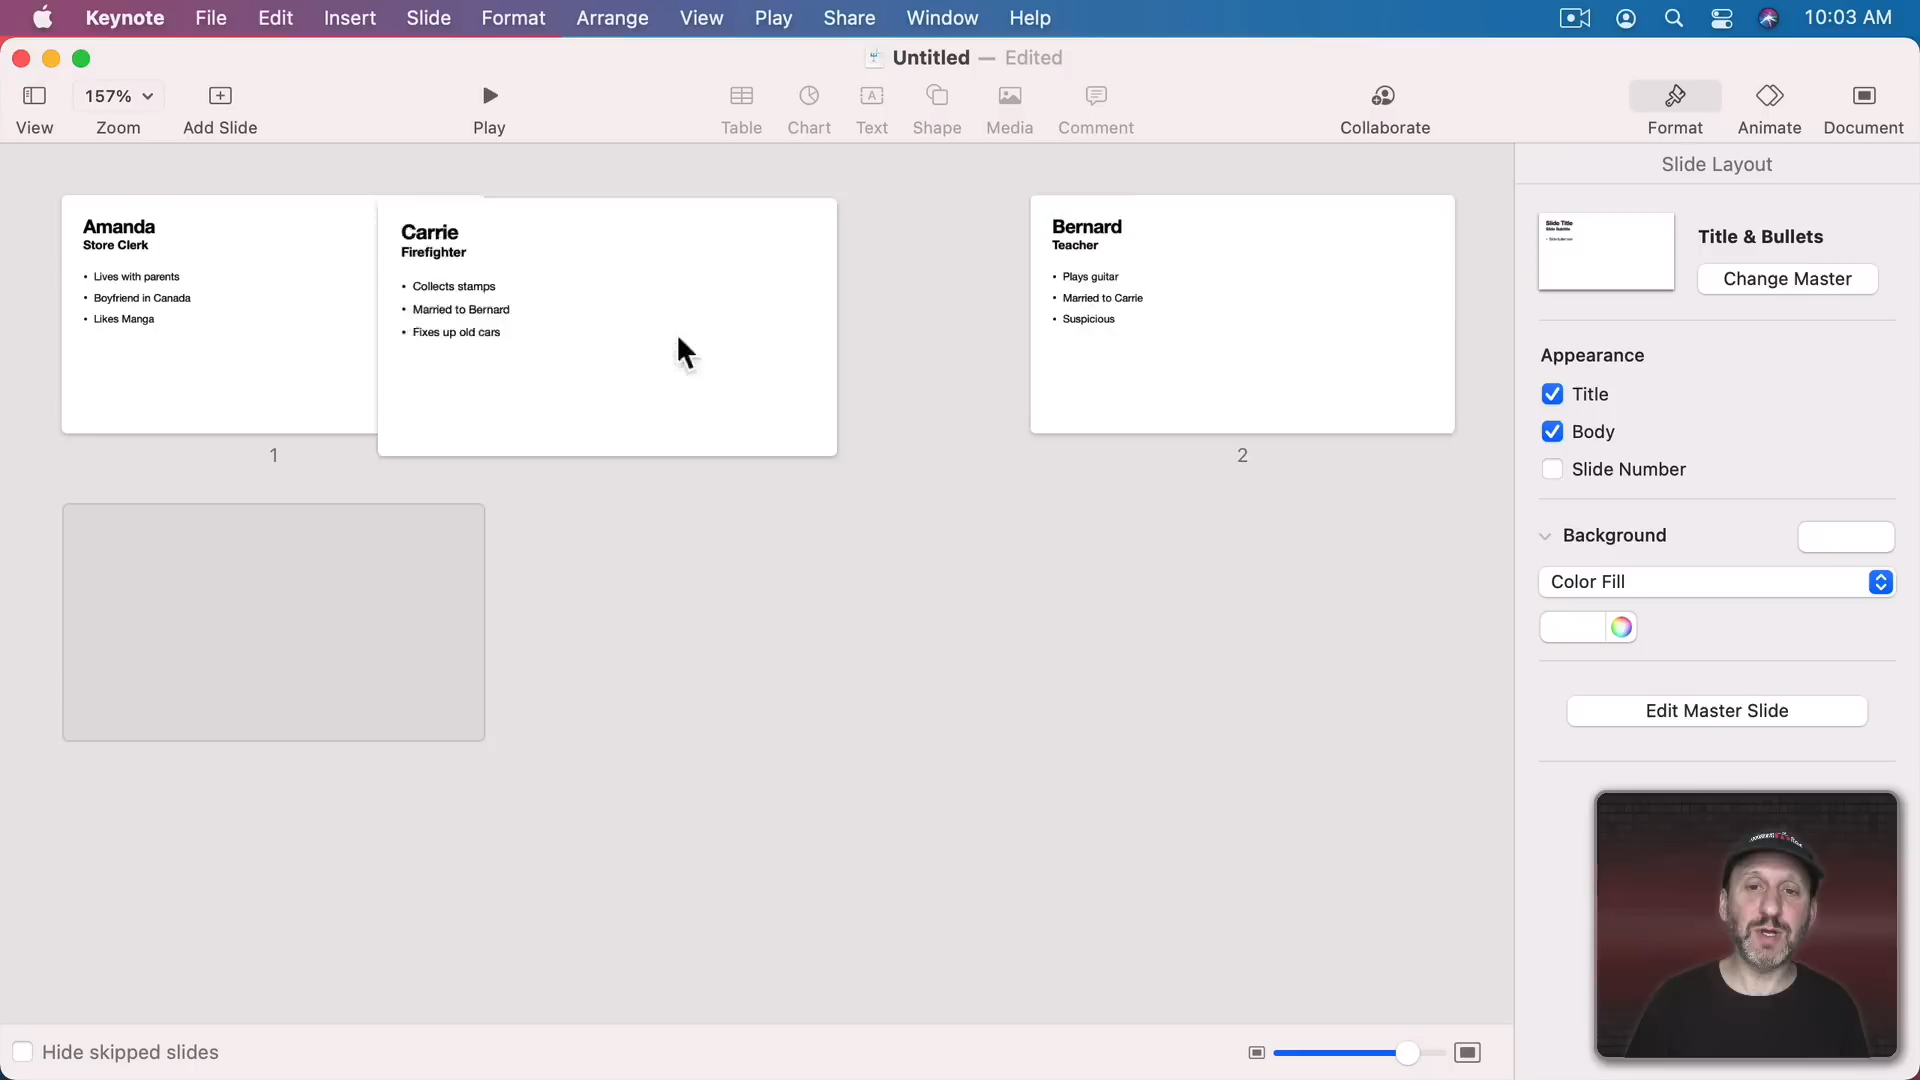 Keynote File Edit Insert Slide Format Arrange View Play Share Window Help 10:03 AM
Untitled — Edited
157%
View Zoom Add Slide Play Table Chart Text Shape Media Comment Collaborate Format Animate Document
Slide Layout
Amanda
Store Clerk
• Lives with parents
• Boyfriend in Canada
• Likes Manga
1
Carrie
Firefighter
• Collects stamps
• Married to Bernard
• Fixes up old cars
Bernard
Teacher
• Plays guitar
• Married to Carrie
• Suspicious
2
Slide Title
Slide Subtitle
Title & Bullets
Change Master
Appearance
Title
Body
Slide Number
Background
Color Fill
Edit Master Slide
Hide skipped slides